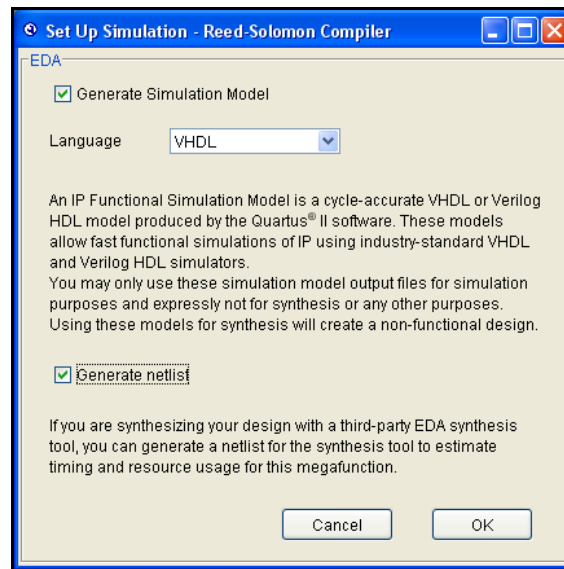 Set Up Simulation - Reed-Solomon Compiler
EDA
Generate Simulation Model
Language VHDL
An IP Functional Simulation Model is a cycle-accurate VHDL or Verilog
HDL model produced by the Quartus® II software. These models
allow fast functional simulations of IP using industry-standard VHDL
and Verilog HDL simulators.
You may only use these simulation model output files for simulation
purposes and expressly not for synthesis or any other purposes.
Using these models for synthesis will create a non-functional design.
Generate netlist
If you are synthesizing your design with a third-party EDA synthesis
tool, you can generate a netlist for the synthesis tool to estimate
timing and resource usage for this megafunction.
Cancel OK